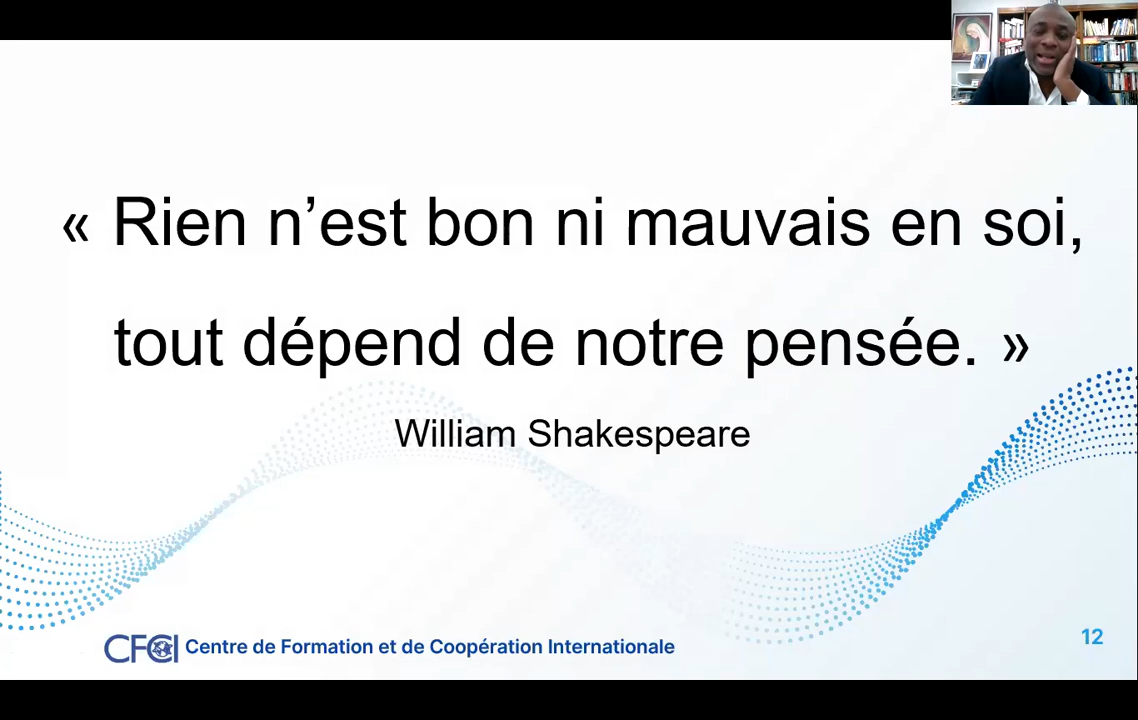 « Rien n’est bon ni mauvais en soi,
tout dépend de notre pensée. »
William Shakespeare
CFCI Centre de Formation et de Coopération Internationale
12